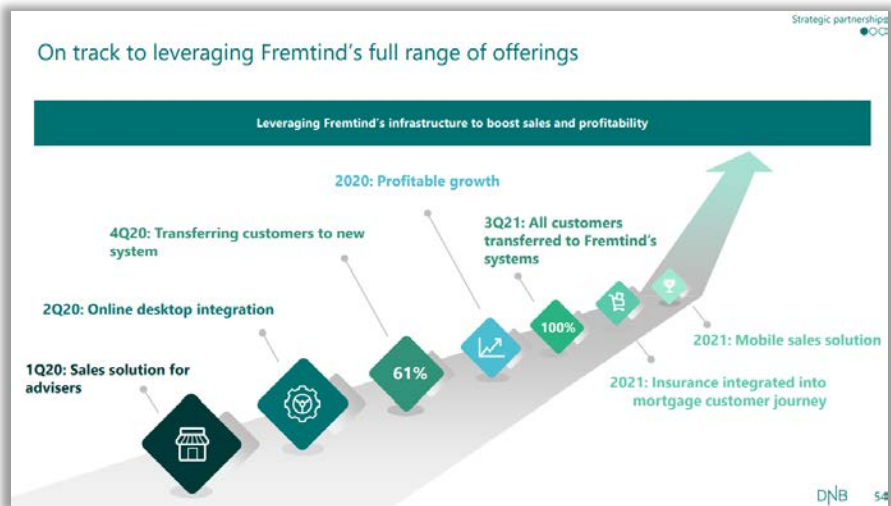 Strategic partnerships
On track to leveraging Fremtind's full range of offerings
Leveraging Fremtind's infrastructure to boost sales and profitability
2020: Profitable growth
4Q20: Transferring customers to new
system
3Q21: All customers
transferred to Fremtind's
systems
2Q20: Online desktop integration
100%
61%
2021: Mobile sales solution
1Q20: Sales solution for
advisers
2021: Insurance integrated into
mortgage customer journey
DNB
54